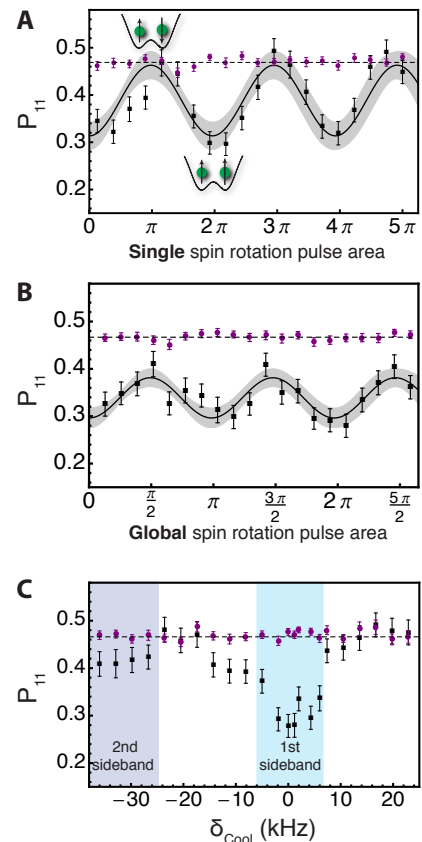 A
P11
0.5
0.4
0.3
0.2
0 π 2π 3π 4π 5π
Single spin rotation pulse area
B
P11
0.5
0.4
0.3
0.2
0 π/2 π 3π/2 2π 5π/2
Global spin rotation pulse area
C
P11
0.5
0.4
0.3
0.2
2nd
sideband
1st
sideband
−30 −20 −10 0 10 20
δCool (kHz)